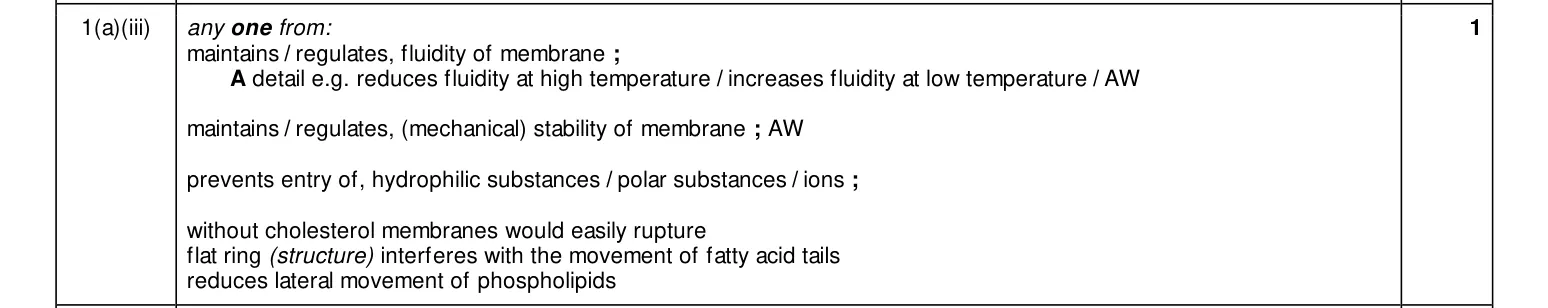 1(a)(iii)
any one from:
1
maintains / regulates, fluidity of membrane ;
A detail e.g. reduces fluidity at high temperature / increases fluidity at low temperature / AW
maintains / regulates, (mechanical) stability of membrane ; AW
prevents entry of, hydrophilic substances / polar substances / ions ;
without cholesterol membranes would easily rupture
flat ring (structure) interferes with the movement of fatty acid tails
reduces lateral movement of phospholipids